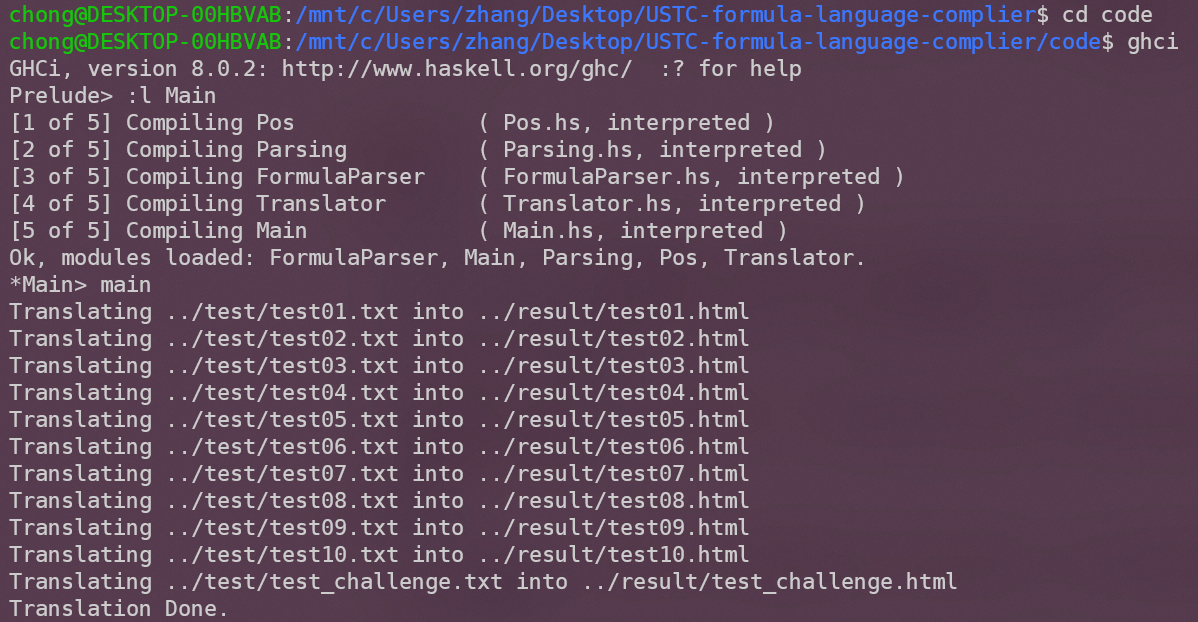 chong@DESKTOP-00HBVAB:/mnt/c/Users/zhang/Desktop/USTC-formula-language-complier$ cd code
chong@DESKTOP-00HBVAB:/mnt/c/Users/zhang/Desktop/USTC-formula-language-complier/code$ ghci
GHCi, version 8.0.2: http://www.haskell.org/ghc/  :? for help
Prelude> :l Main
[1 of 5] Compiling Pos              ( Pos.hs, interpreted )
[2 of 5] Compiling Parsing          ( Parsing.hs, interpreted )
[3 of 5] Compiling FormulaParser    ( FormulaParser.hs, interpreted )
[4 of 5] Compiling Translator       ( Translator.hs, interpreted )
[5 of 5] Compiling Main             ( Main.hs, interpreted )
Ok, modules loaded: FormulaParser, Main, Parsing, Pos, Translator.
*Main> main
Translating ../test/test01.txt into ../result/test01.html
Translating ../test/test02.txt into ../result/test02.html
Translating ../test/test03.txt into ../result/test03.html
Translating ../test/test04.txt into ../result/test04.html
Translating ../test/test05.txt into ../result/test05.html
Translating ../test/test06.txt into ../result/test06.html
Translating ../test/test07.txt into ../result/test07.html
Translating ../test/test08.txt into ../result/test08.html
Translating ../test/test09.txt into ../result/test09.html
Translating ../test/test10.txt into ../result/test10.html
Translating ../test/test_challenge.txt into ../result/test_challenge.html
Translation Done.